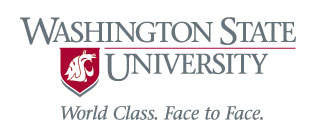 WASHINGTON STATE
UNIVERSITY
World Class. Face to Face.